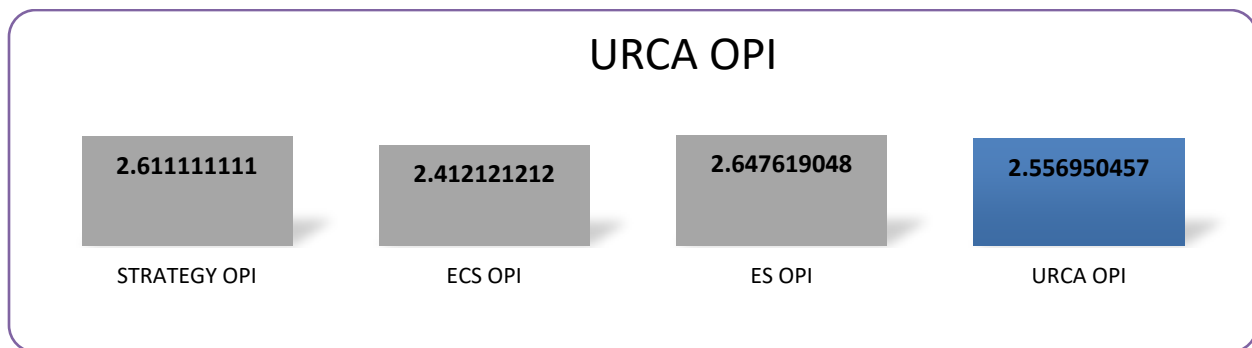 URCA OPI
2.611111111
2.412121212
2.647619048
2.556950457
STRATEGY OPI
ECS OPI
ES OPI
URCA OPI